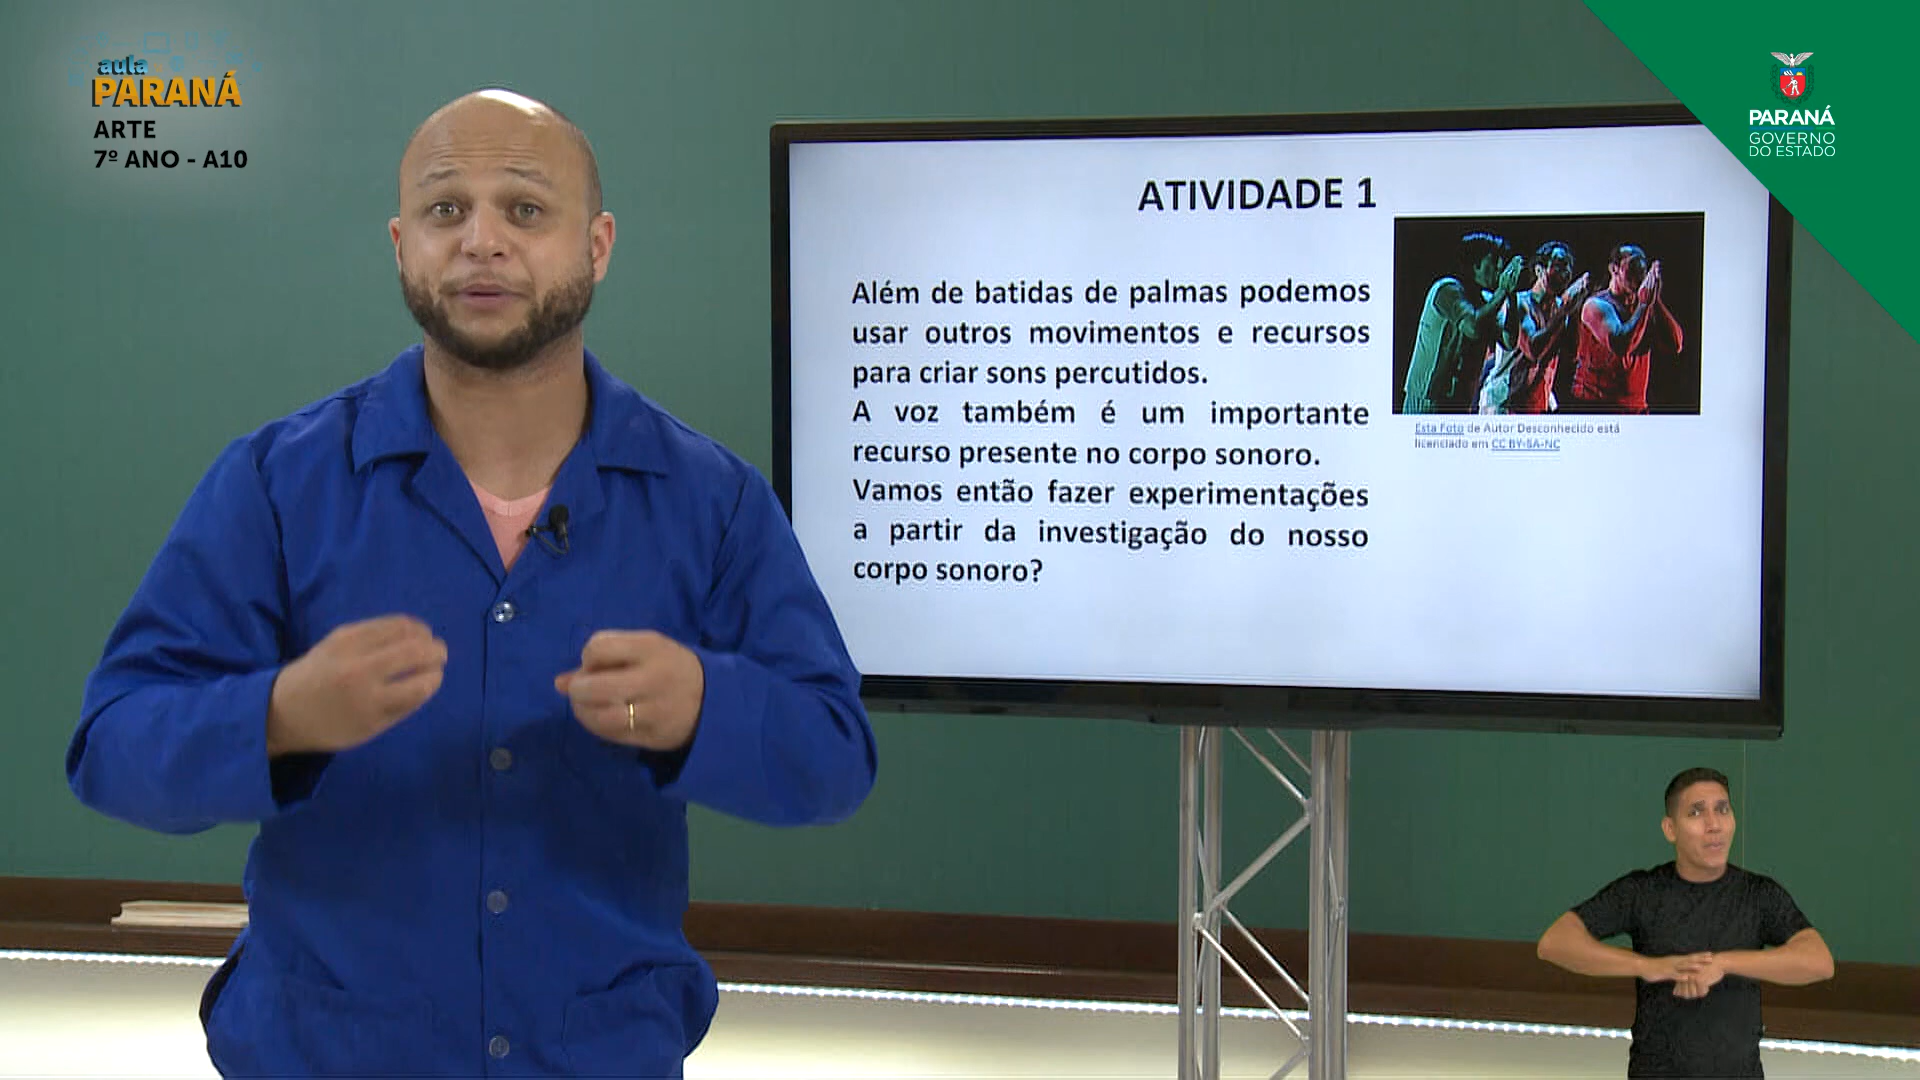 aula
PARANÁ
ARTE
7º ANO - A10
PARANÁ
GOVERNO
DO ESTADO
ATIVIDADE 1
Além de batidas de palmas podemos
usar outros movimentos e recursos
para criar sons percutidos.
A voz também é um importante
recurso presente no corpo sonoro.
Vamos então fazer experimentações
a partir da investigação do nosso
corpo sonoro?
Esta Foto de Autor Desconhecido está
licenciado em CC BY-SA-NC